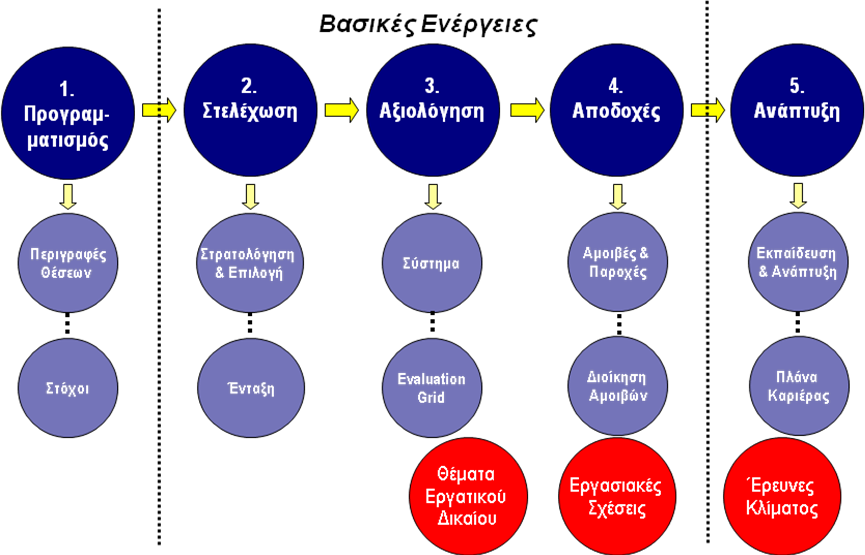 Βασικές Ενέργειες
1.
Προγραμ-
ματισμός
2.
Στελέχωση
3.
Αξιολόγηση
4.
Αποδοχές
5.
Ανάπτυξη
Περιγραφές
Θέσεων
Στρατολόγηση
& Επιλογή
Σύστημα
Αμοιβές &
Παροχές
Εκπαίδευση
& Ανάπτυξη
Στόχοι
Ένταξη
Evaluation
Grid
Διοίκηση
Αμοιβών
Πλάνα
Καριέρας
Θέματα
Εργατικού
Δικαίου
Εργασιακές
Σχέσεις
Έρευνες
Κλίματος